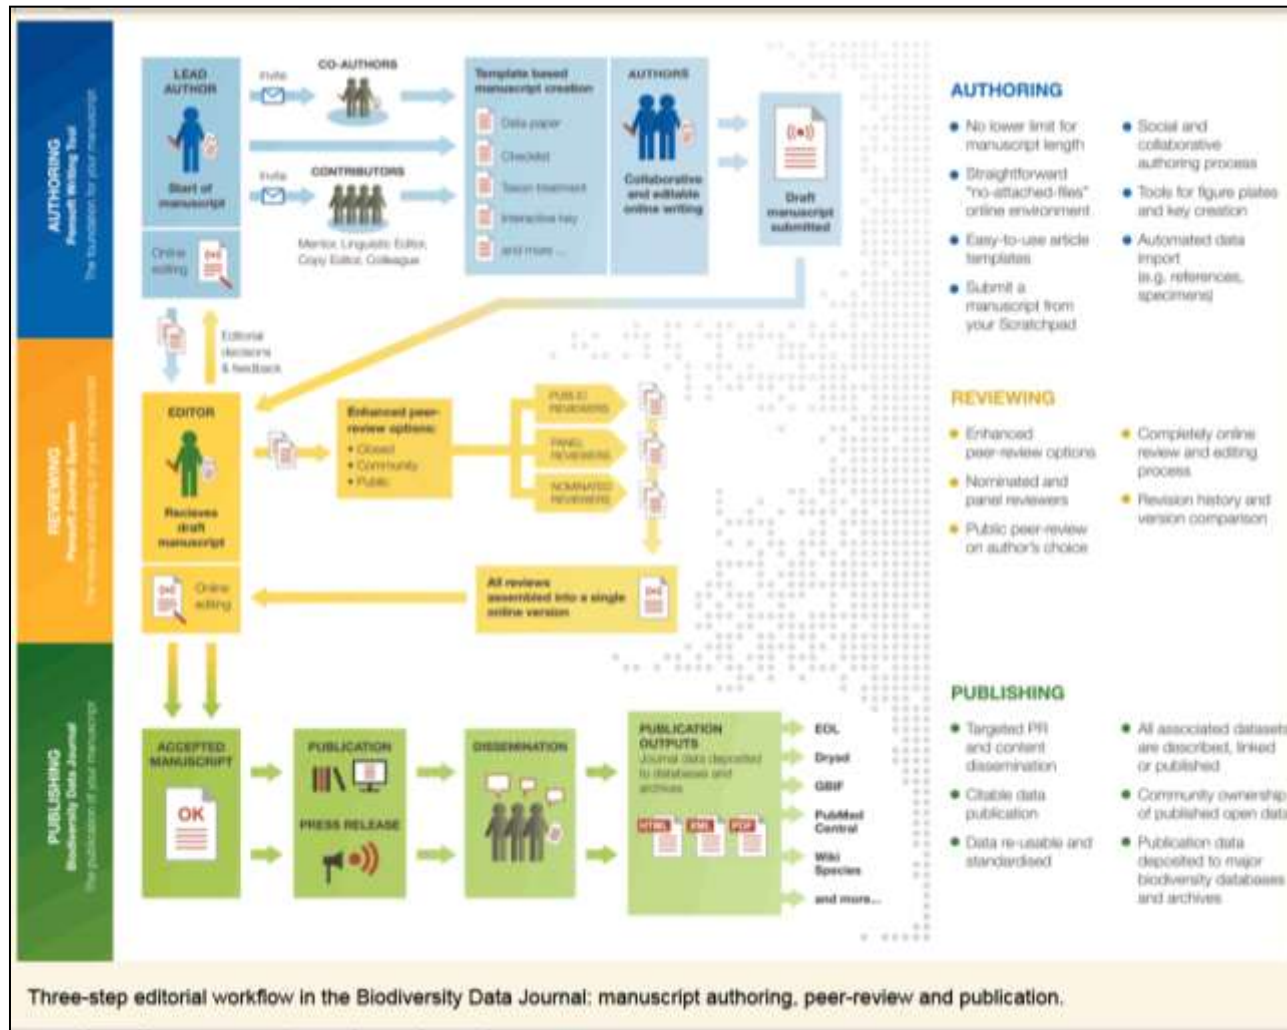 AUTHORING
Pensoft Writing Tool
The foundation for your manuscript
LEAD
AUTHOR
Start of
manuscript
Online
editing
Invite
CO-AUTHORS
Invite
CONTRIBUTORS
Mentor, Linguistic Editor,
Copy Editor, Colleague
Template based
manuscript creation
Data paper
Checklist
Taxon treatment
Interactive key
and more ...
AUTHORS
Collaborative
and editable
online writing
Draft
manuscript
submitted
AUTHORING
• No lower limit for
manuscript length
• Straightforward
"no-attached-files"
online environment
• Easy-to-use article
templates
• Submit a
manuscript from
your Scratchpad
• Social and
collaborative
authoring process
• Tools for figure plates
and key creation
• Automated data
import
(e.g. references,
specimens)
Editorial
decisions
& feedback
REVIEWING
Pensoft Journal System
EDITOR
Recieves
draft
manuscript
Online
editing
Enhanced peer-
review options:
• Closed
• Community
• Public
PUBLIC
REVIEWERS
PANEL
REVIEWERS
NOMINATED
REVIEWERS
All reviews
assembled into a single
online version
REVIEWING
• Enhanced
peer-review options
• Nominated and
panel reviewers
• Public peer-review
on author's choice
• Completely online
review and editing
process
• Revision history and
version comparison
PUBLISHING
Biodiversity Data Journal
The publication of your manuscript
ACCEPTED
MANUSCRIPT
OK
PUBLICATION
PRESS RELEASE
DISSEMINATION
PUBLICATION
OUTPUTS
Journal data deposited
to databases and
archives
HTML
XML
PDF
EOL
Dryad
GBIF
PubMed
Central
Wiki
Species
and more...
PUBLISHING
• Targeted PR
and content
dissemination
• Citable data
publication
• Data re-usable and
standardised
• All associated datasets
are described, linked
or published
• Community ownership
of published open data
• Publication data
deposited to major
biodiversity databases
and archives
Three-step editorial workflow in the Biodiversity Data Journal: manuscript authoring, peer-review and publication.